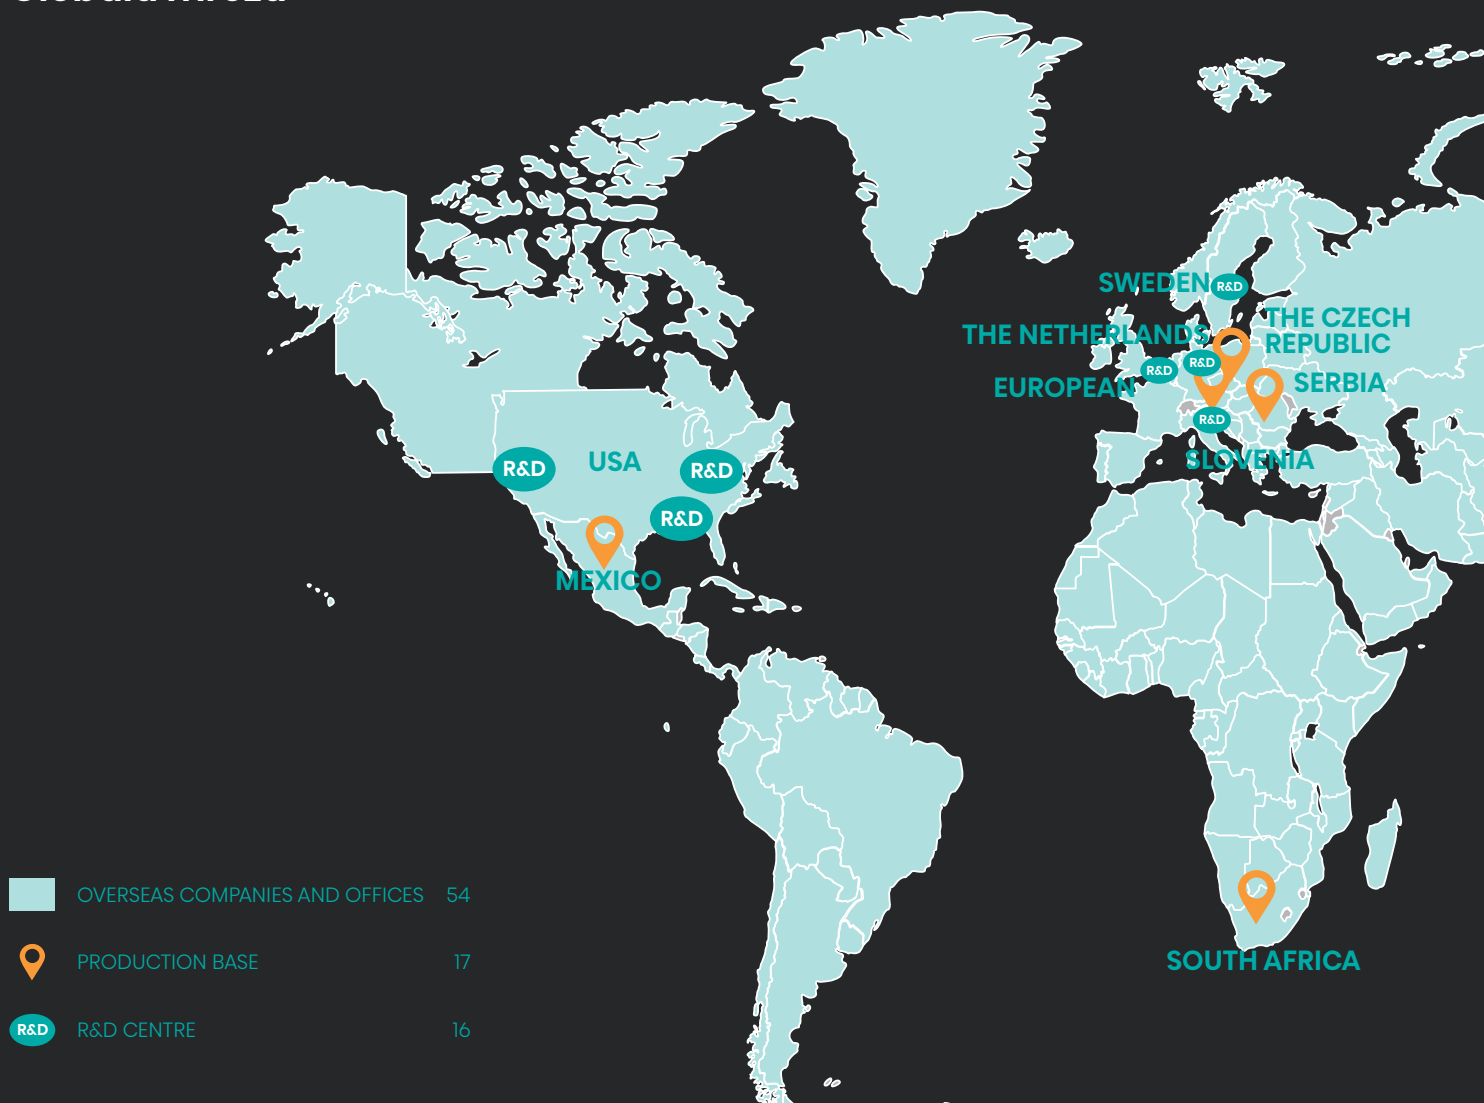 SWEDEN
R&D
THE CZECH
REPUBLIC
THE NETHERLANDS
R&D
R&D
EUROPEAN
SERBIA
R&D
SLOVENIA
R&D
USA
R&D
R&D
MEXICO
OVERSEAS COMPANIES AND OFFICES 54
PRODUCTION BASE 17
SOUTH AFRICA
R&D R&D CENTRE 16